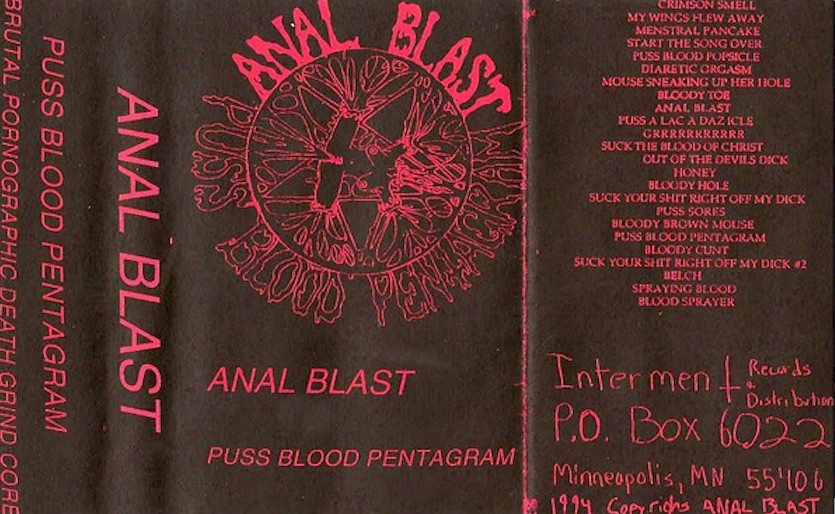 BRUTAL PORNOGRAPHIC DEATH GRIND CORE
PUSS BLOOD PENTAGRAM
ANAL BLAST
ANAL BLAST
PUSS BLOOD PENTAGRAM
ANAL BLAST
PUSS BLOOD PENTAGRAM
CRIMSON SMELL
MY WINGS FLEW AWAY
MENSTRAL PANCAKE
START THE SONG OVER
PUSS BLOOD POPSICLE
DIARETIC ORGASM
MOUSE SNEAKING UP HER HOLE
BLOODY TOE
ANAL BLAST
PUSS A LAC A DAZ ICLE
GRRRRRRRRRRR
SUCK THE BLOOD OF CHRIST
OUT OF THE DEVILS DICK
HONEY
BLOODY HOLE
SUCK YOUR SHIT RIGHT OFF MY DICK
PUSS SORES
BLOODY BROWN MOUSE
PUSS BLOOD PENTAGRAM
BLOODY CUNT
SUCK YOUR SHIT RIGHT OFF MY DICK #2
BELCH
SPRAYING BLOOD
BLOOD SPRAYER
Interment Records
& Distribution
P.O. Box 6022
Minneapolis, MN 55406
1994 ANAL BLAST